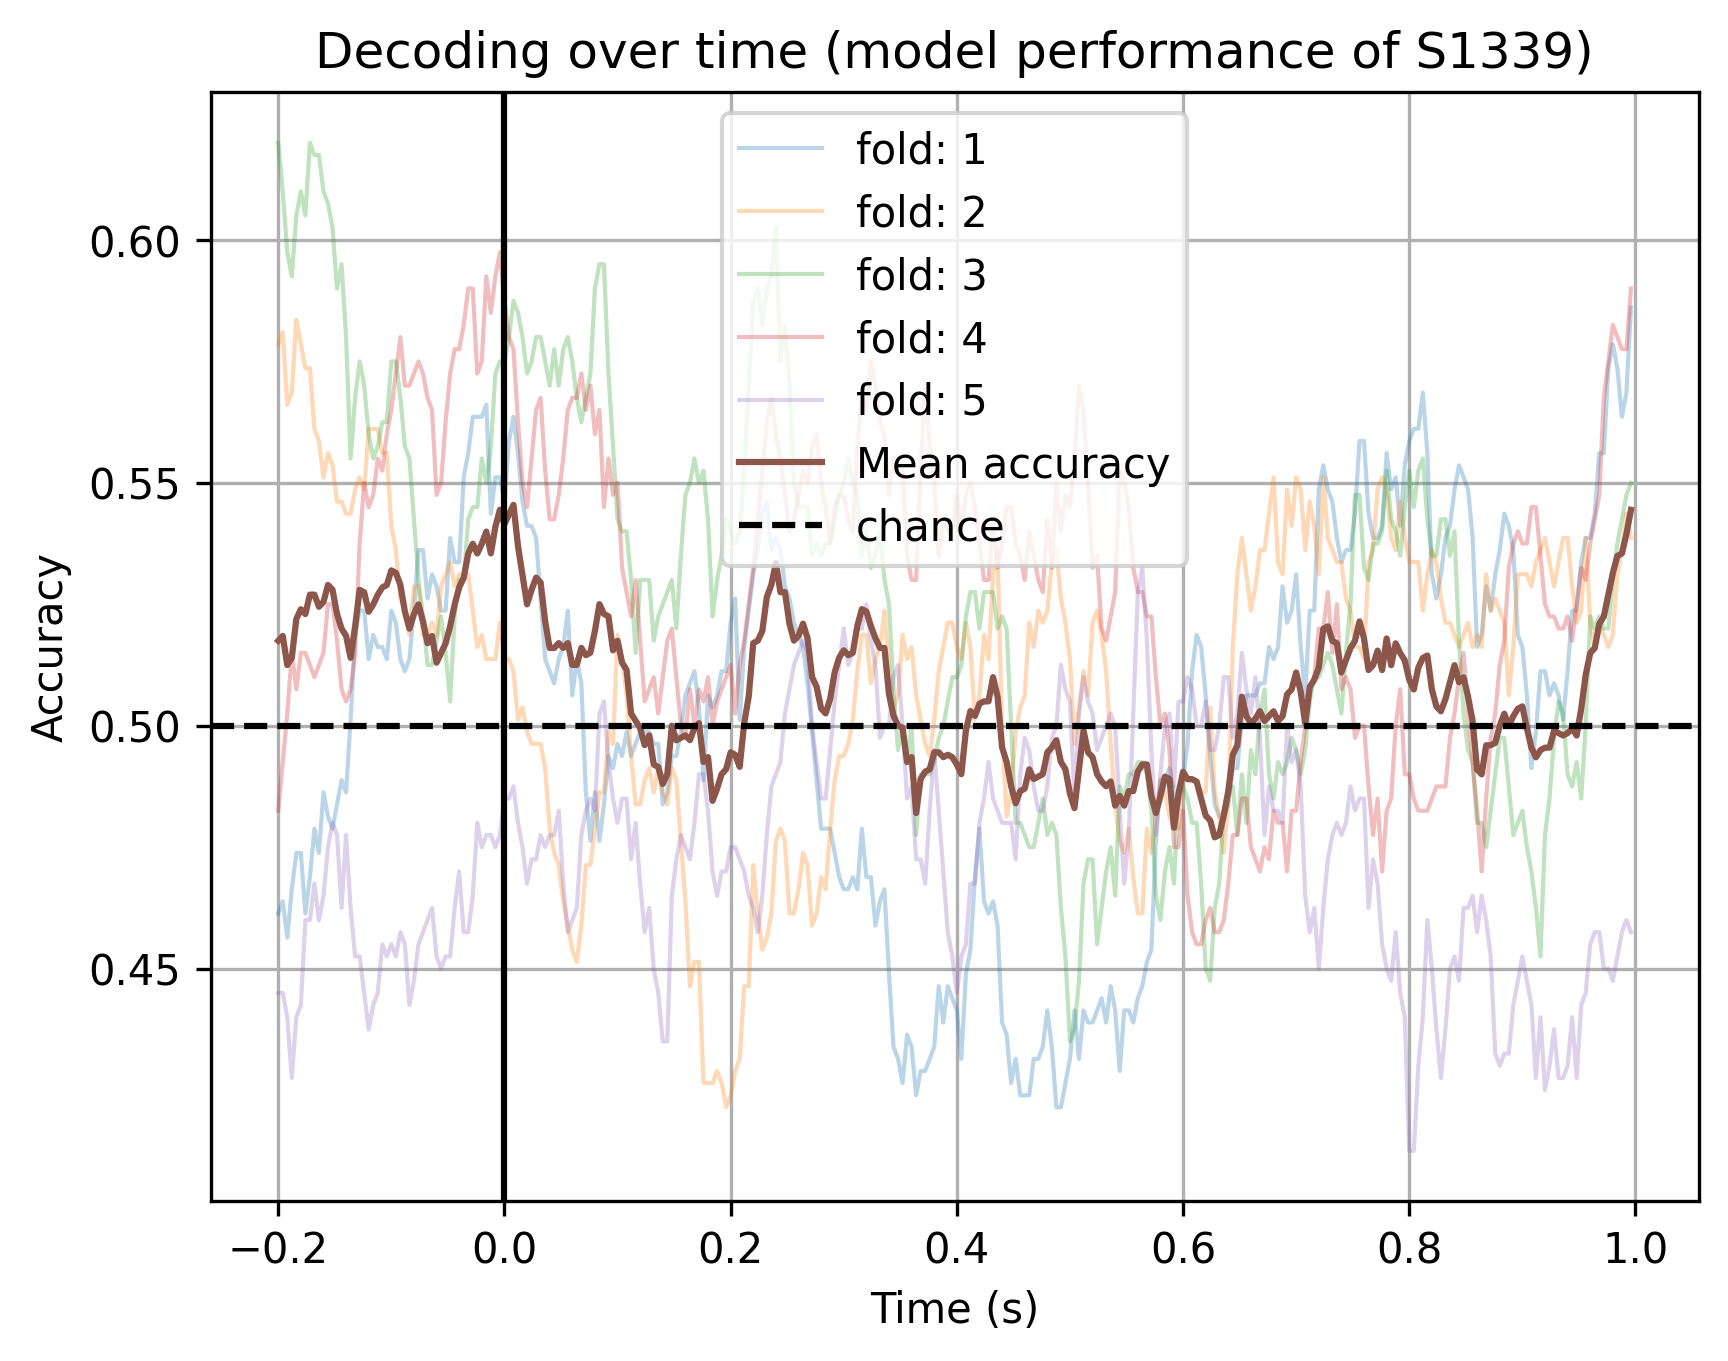 Decoding over time (model performance of S1339)
fold: 1
fold: 2
fold: 3
fold: 4
fold: 5
Mean accuracy
chance
Accuracy
0.60
0.55
0.50
0.45
−0.2 0.0 0.2 0.4 0.6 0.8 1.0
Time (s)